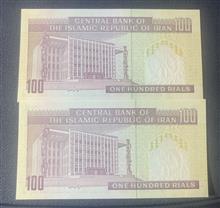 CENTRAL BANK OF
THE ISLAMIC REPUBLIC OF IRAN
100
100
ONE HUNDRED RIALS
CENTRAL BANK OF
THE ISLAMIC REPUBLIC OF IRAN
100
100
ONE HUNDRED RIALS